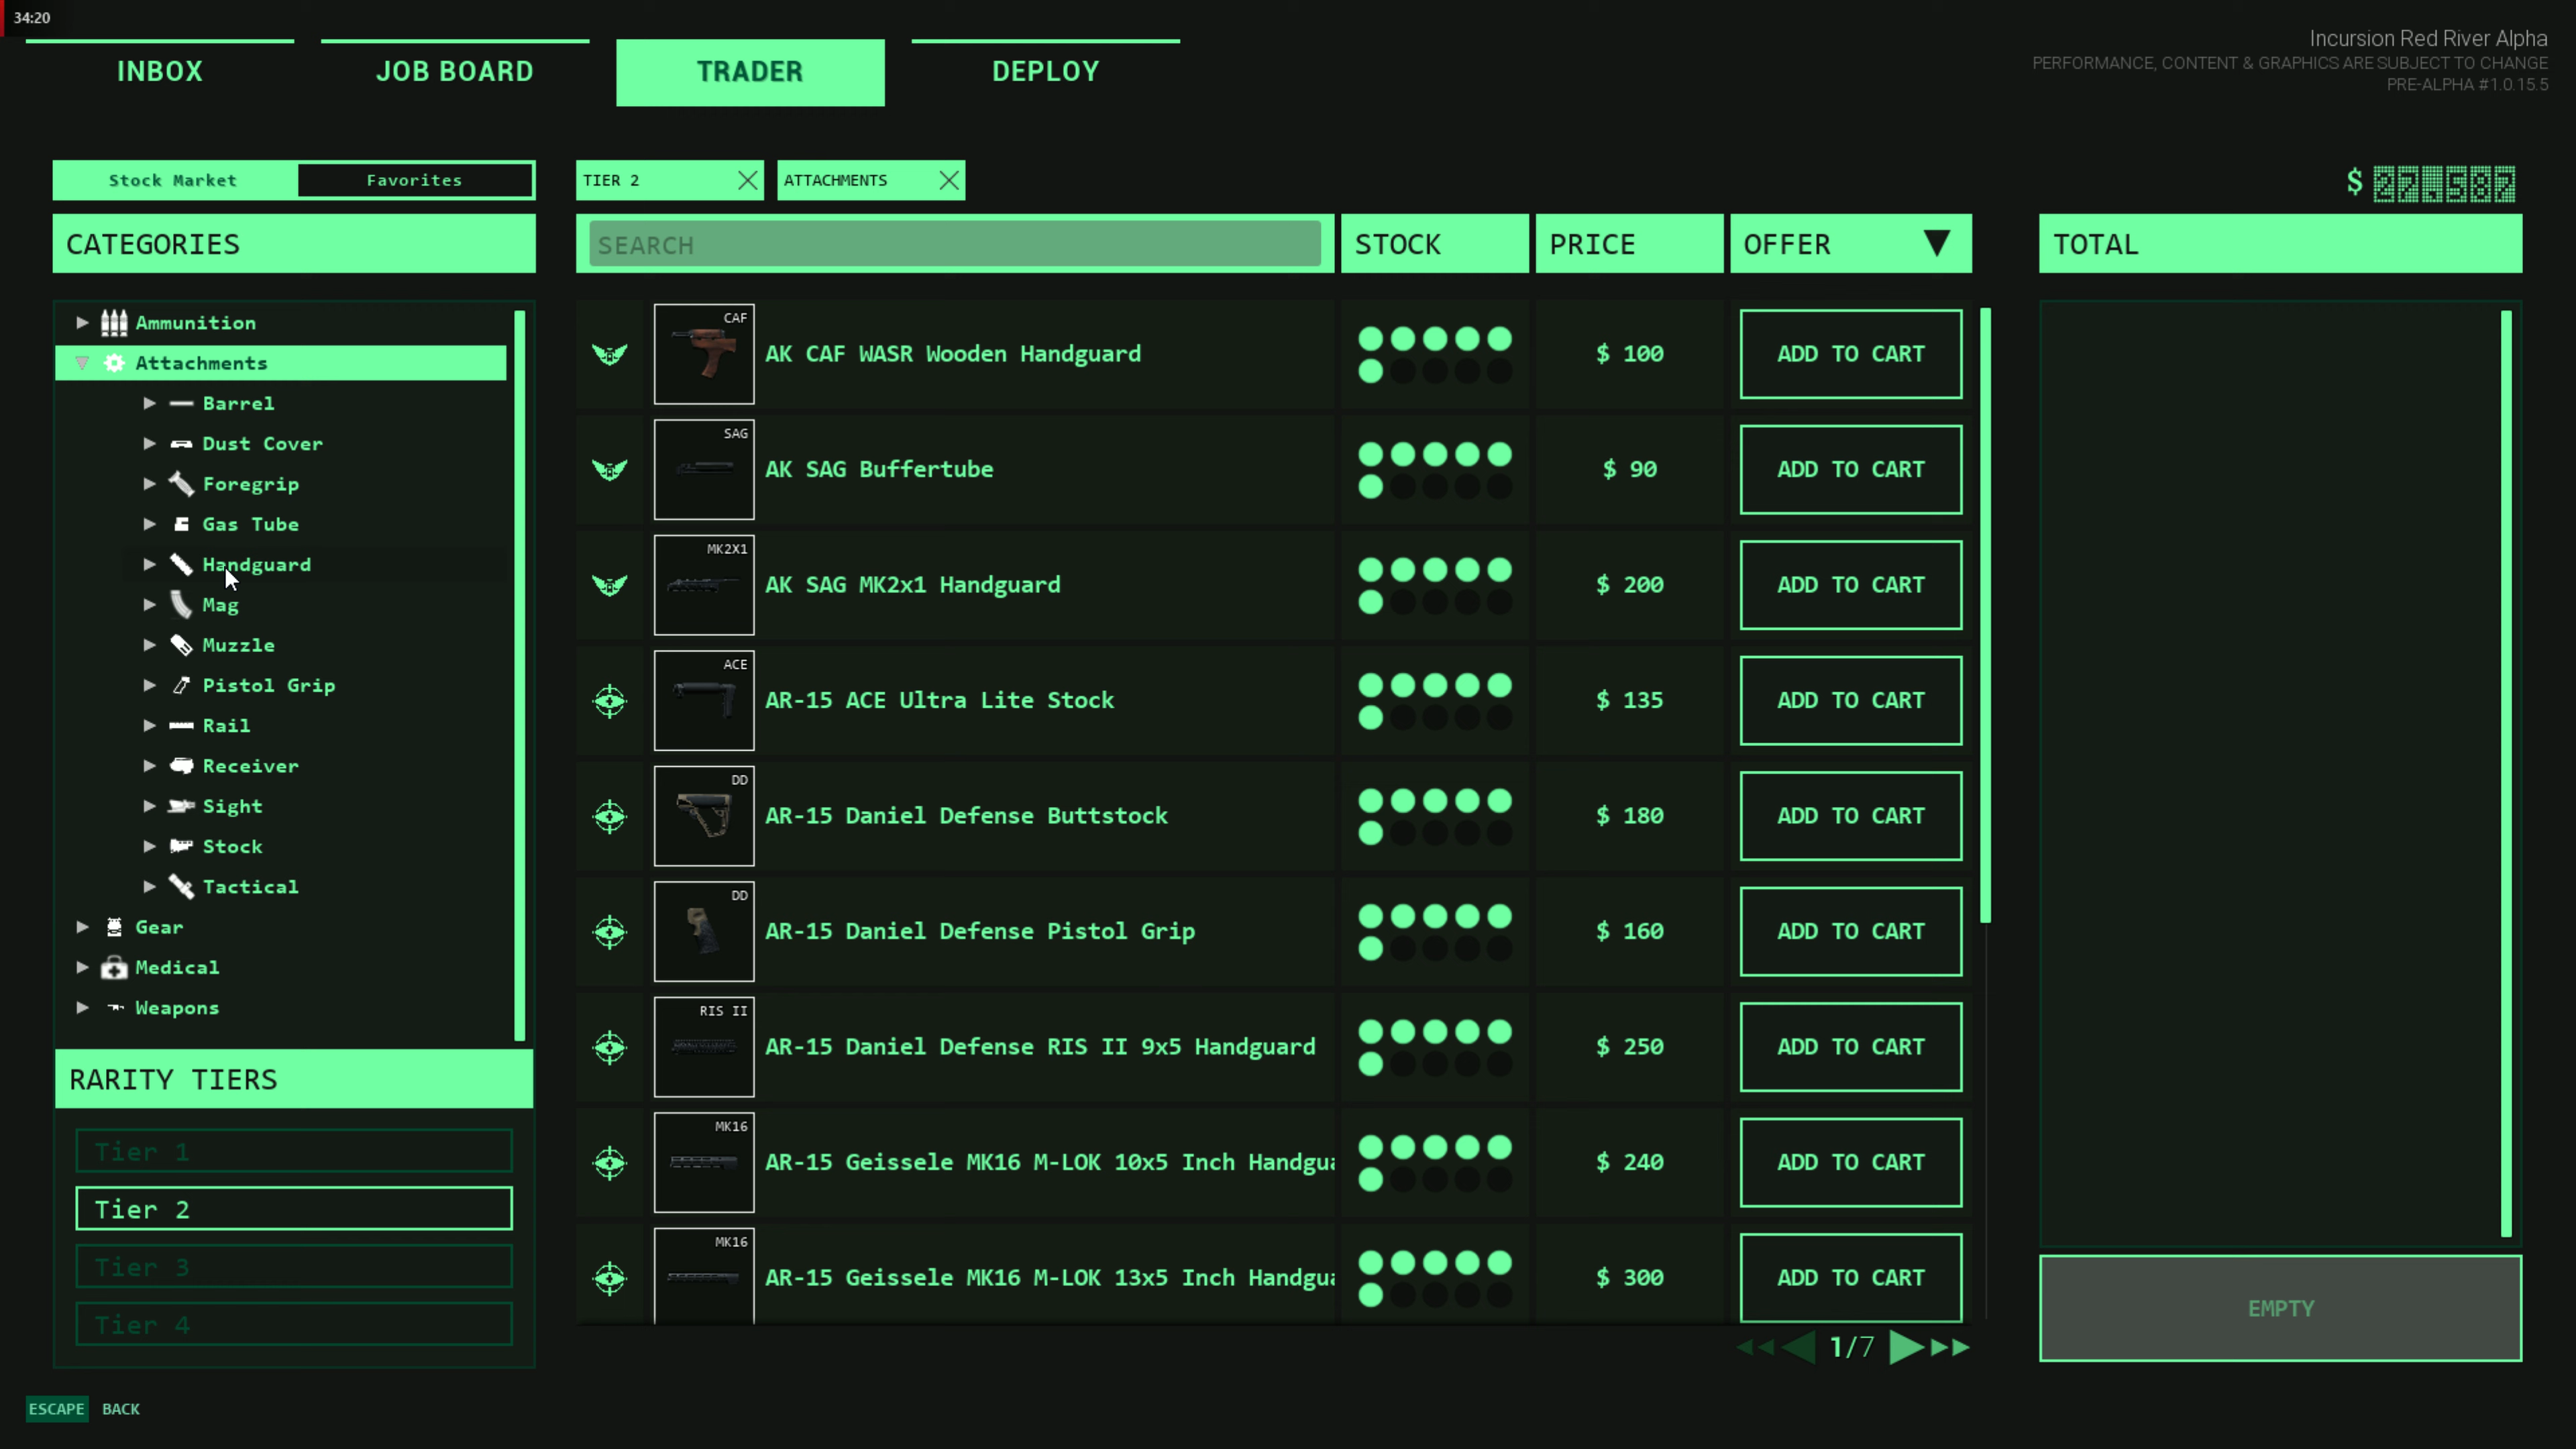 34:20
INBOX
JOB BOARD
TRADER
DEPLOY
Incursion Red River Alpha
PERFORMANCE, CONTENT & GRAPHICS ARE SUBJECT TO CHANGE
PRE-ALPHA #1.0.15.5
Stock Market
Favorites
TIER 2
ATTACHMENTS
$ 27.587
CATEGORIES
SEARCH
STOCK
PRICE
OFFER
TOTAL
Ammunition
Attachments
Barrel
Dust Cover
Foregrip
Gas Tube
Handguard
Mag
Muzzle
Pistol Grip
Rail
Receiver
Sight
Stock
Tactical
Gear
Medical
Weapons
RARITY TIERS
Tier 1
Tier 2
Tier 3
Tier 4
CAF
AK CAF WASR Wooden Handguard
$ 100
ADD TO CART
SAG
AK SAG Buffertube
$ 90
ADD TO CART
MK2X1
AK SAG MK2x1 Handguard
$ 200
ADD TO CART
ACE
AR-15 ACE Ultra Lite Stock
$ 135
ADD TO CART
DD
AR-15 Daniel Defense Buttstock
$ 180
ADD TO CART
DD
AR-15 Daniel Defense Pistol Grip
$ 160
ADD TO CART
RIS II
AR-15 Daniel Defense RIS II 9x5 Handguard
$ 250
ADD TO CART
MK16
AR-15 Geissele MK16 M-LOK 10x5 Inch Handgua
$ 240
ADD TO CART
MK16
AR-15 Geissele MK16 M-LOK 13x5 Inch Handgua
$ 300
ADD TO CART
1/7
EMPTY
ESCAPE BACK